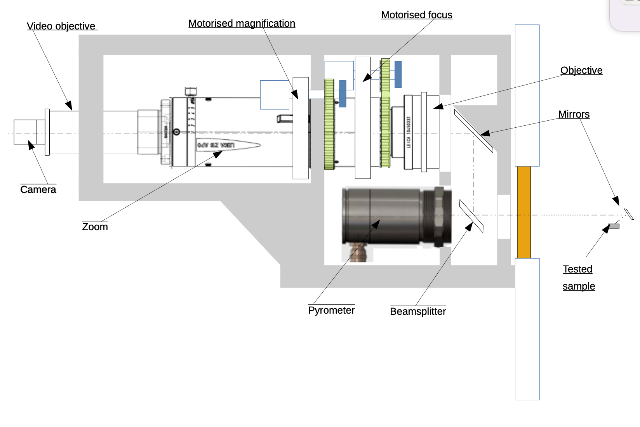 Motorised focus
Video objective
Motorised magnification
Objective
Mirrors
Camera
Zoom
Tested
sample
Pyrometer
Beamsplitter